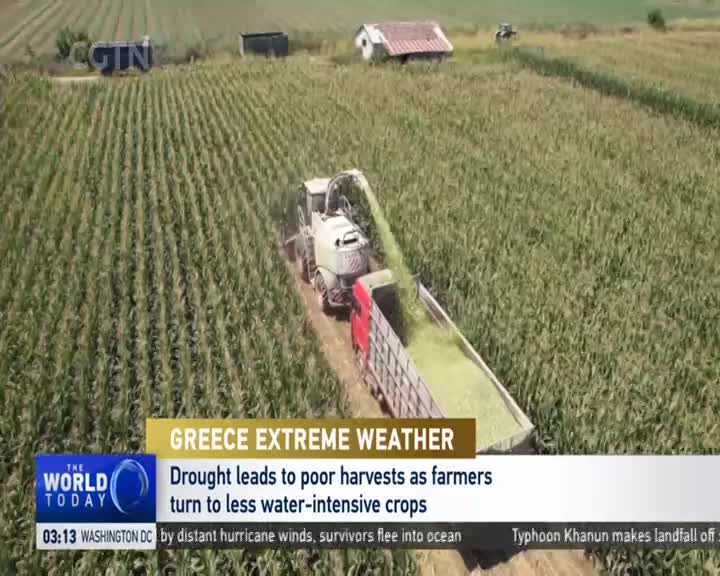 CGTN
GREECE EXTREME WEATHER
THE
WORLD
TODAY
Drought leads to poor harvests as farmers
turn to less water-intensive crops
03:13 WASHINGTON DC
by distant hurricane winds, survivors flee into ocean Typhoon Khanun makes landfall off